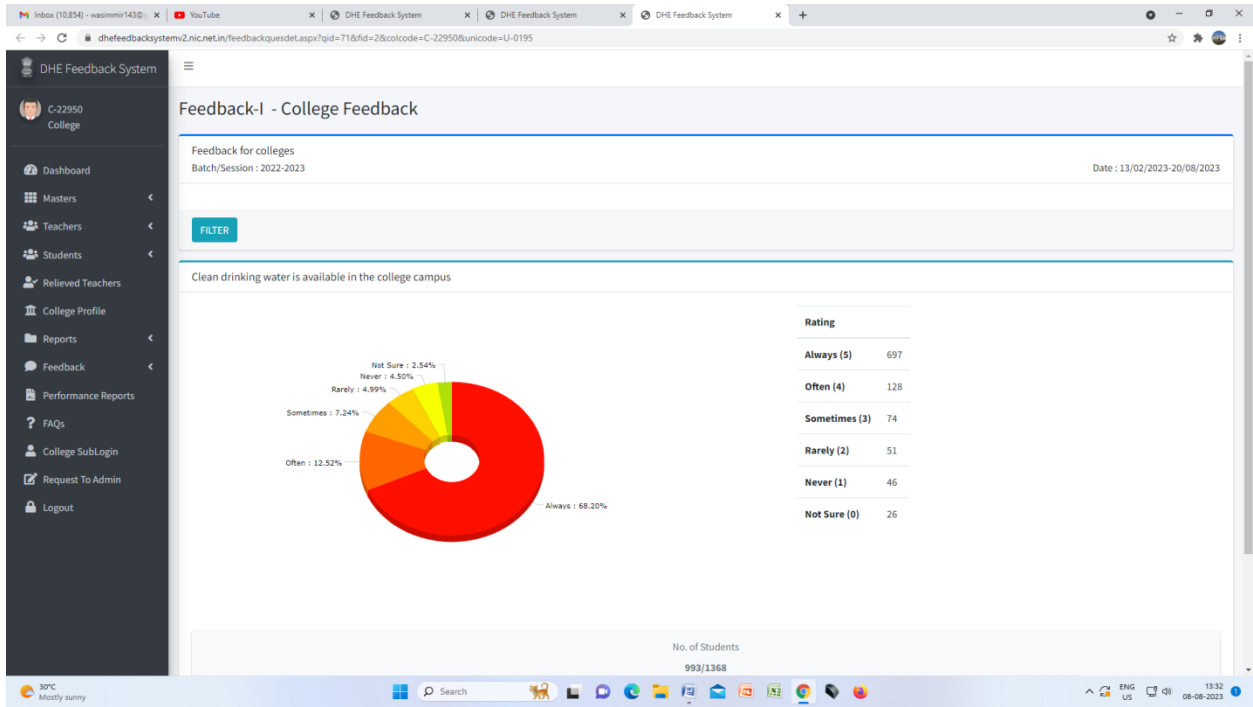 Inbox (10,854) - wasimmir143@g
YouTube
DHE Feedback System
DHE Feedback System
DHE Feedback System
dhefeedbacksystemv2.nic.net.in/feedbackquesdet.aspx?qid=71&fid=2&colcode=C-22950&unicode=U-0195
DHE Feedback System
C-22950
College
Dashboard
Masters
Teachers
Students
Relieved Teachers
College Profile
Reports
Feedback
Performance Reports
FAQs
College SubLogin
Request To Admin
Logout
Feedback-I - College Feedback
Feedback for colleges
Batch/Session : 2022-2023
Date : 13/02/2023-20/08/2023
FILTER
Clean drinking water is available in the college campus
Not Sure : 2.54%
Never : 4.50%
Rarely : 4.99%
Sometimes : 7.24%
Often : 12.52%
Always : 68.20%
Rating
Always (5) 697
Often (4) 128
Sometimes (3) 74
Rarely (2) 51
Never (1) 46
Not Sure (0) 26
No. of Students
993/1368
30°C
Mostly sunny
Search
ENG
US
13:32
08-08-2023
1